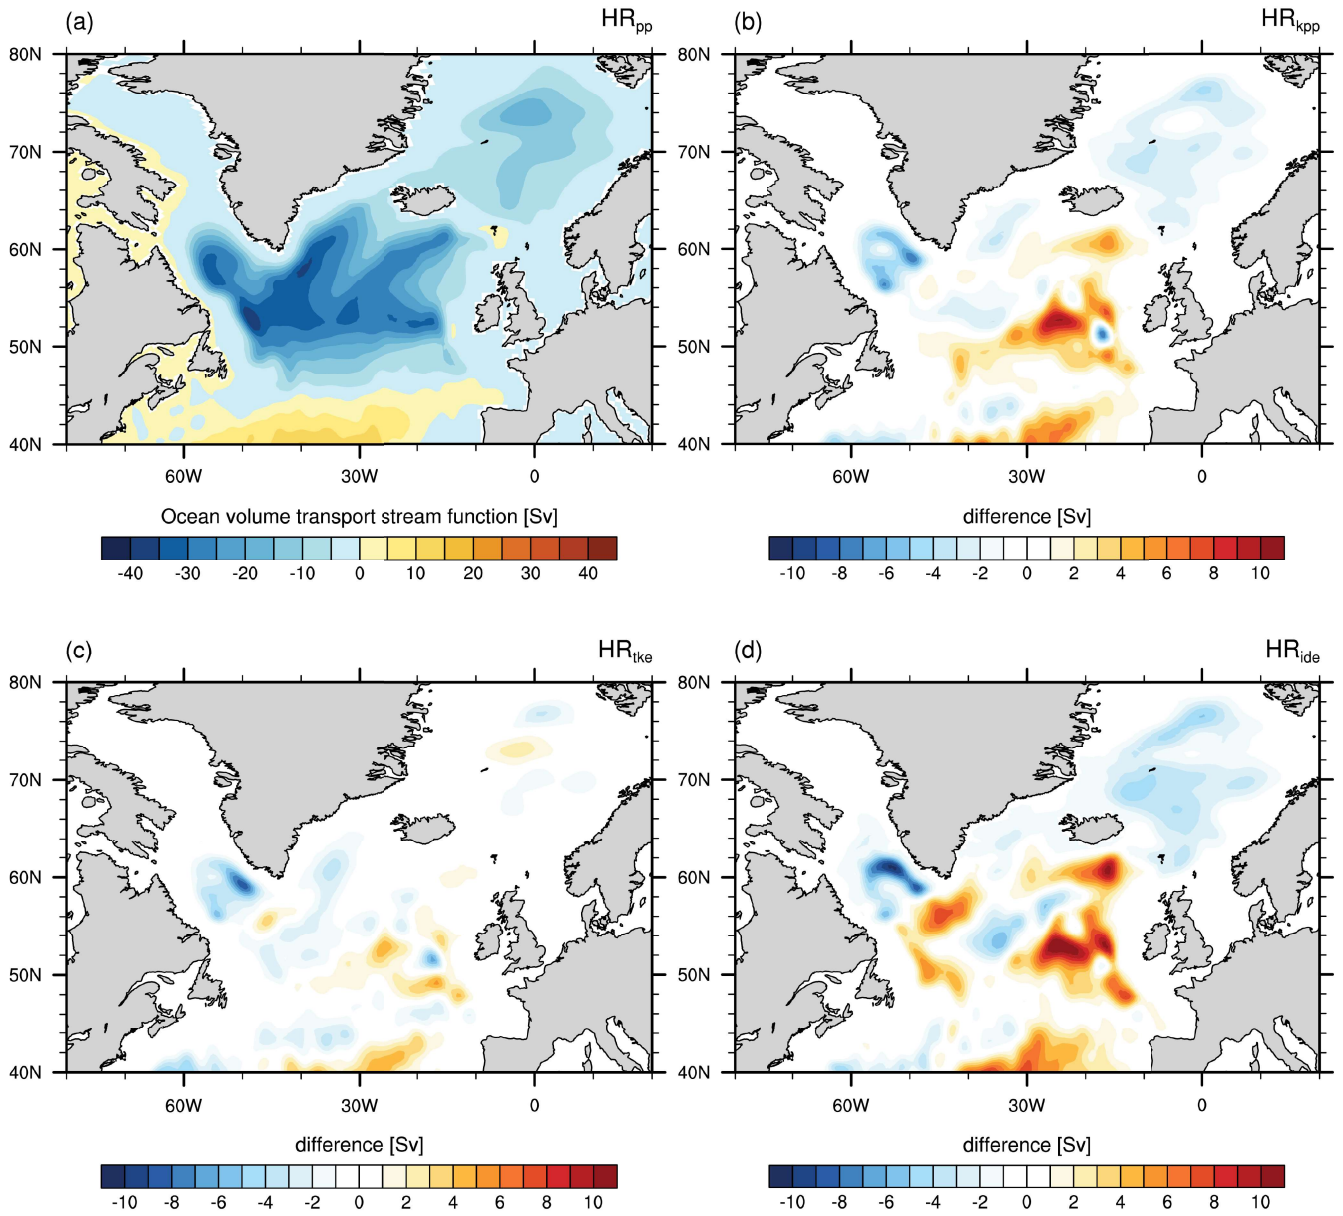 (a) HR_pp
80N
70N
60N
50N
40N
60W 30W 0
Ocean volume transport stream function [Sv]
-40 -30 -20 -10 0 10 20 30 40
(b) HR_kpp
80N
70N
60N
50N
40N
60W 30W 0
difference [Sv]
-10 -8 -6 -4 -2 0 2 4 6 8 10
(c) HR_tke
80N
70N
60N
50N
40N
60W 30W 0
difference [Sv]
-10 -8 -6 -4 -2 0 2 4 6 8 10
(d) HR_ide
80N
70N
60N
50N
40N
60W 30W 0
difference [Sv]
-10 -8 -6 -4 -2 0 2 4 6 8 10